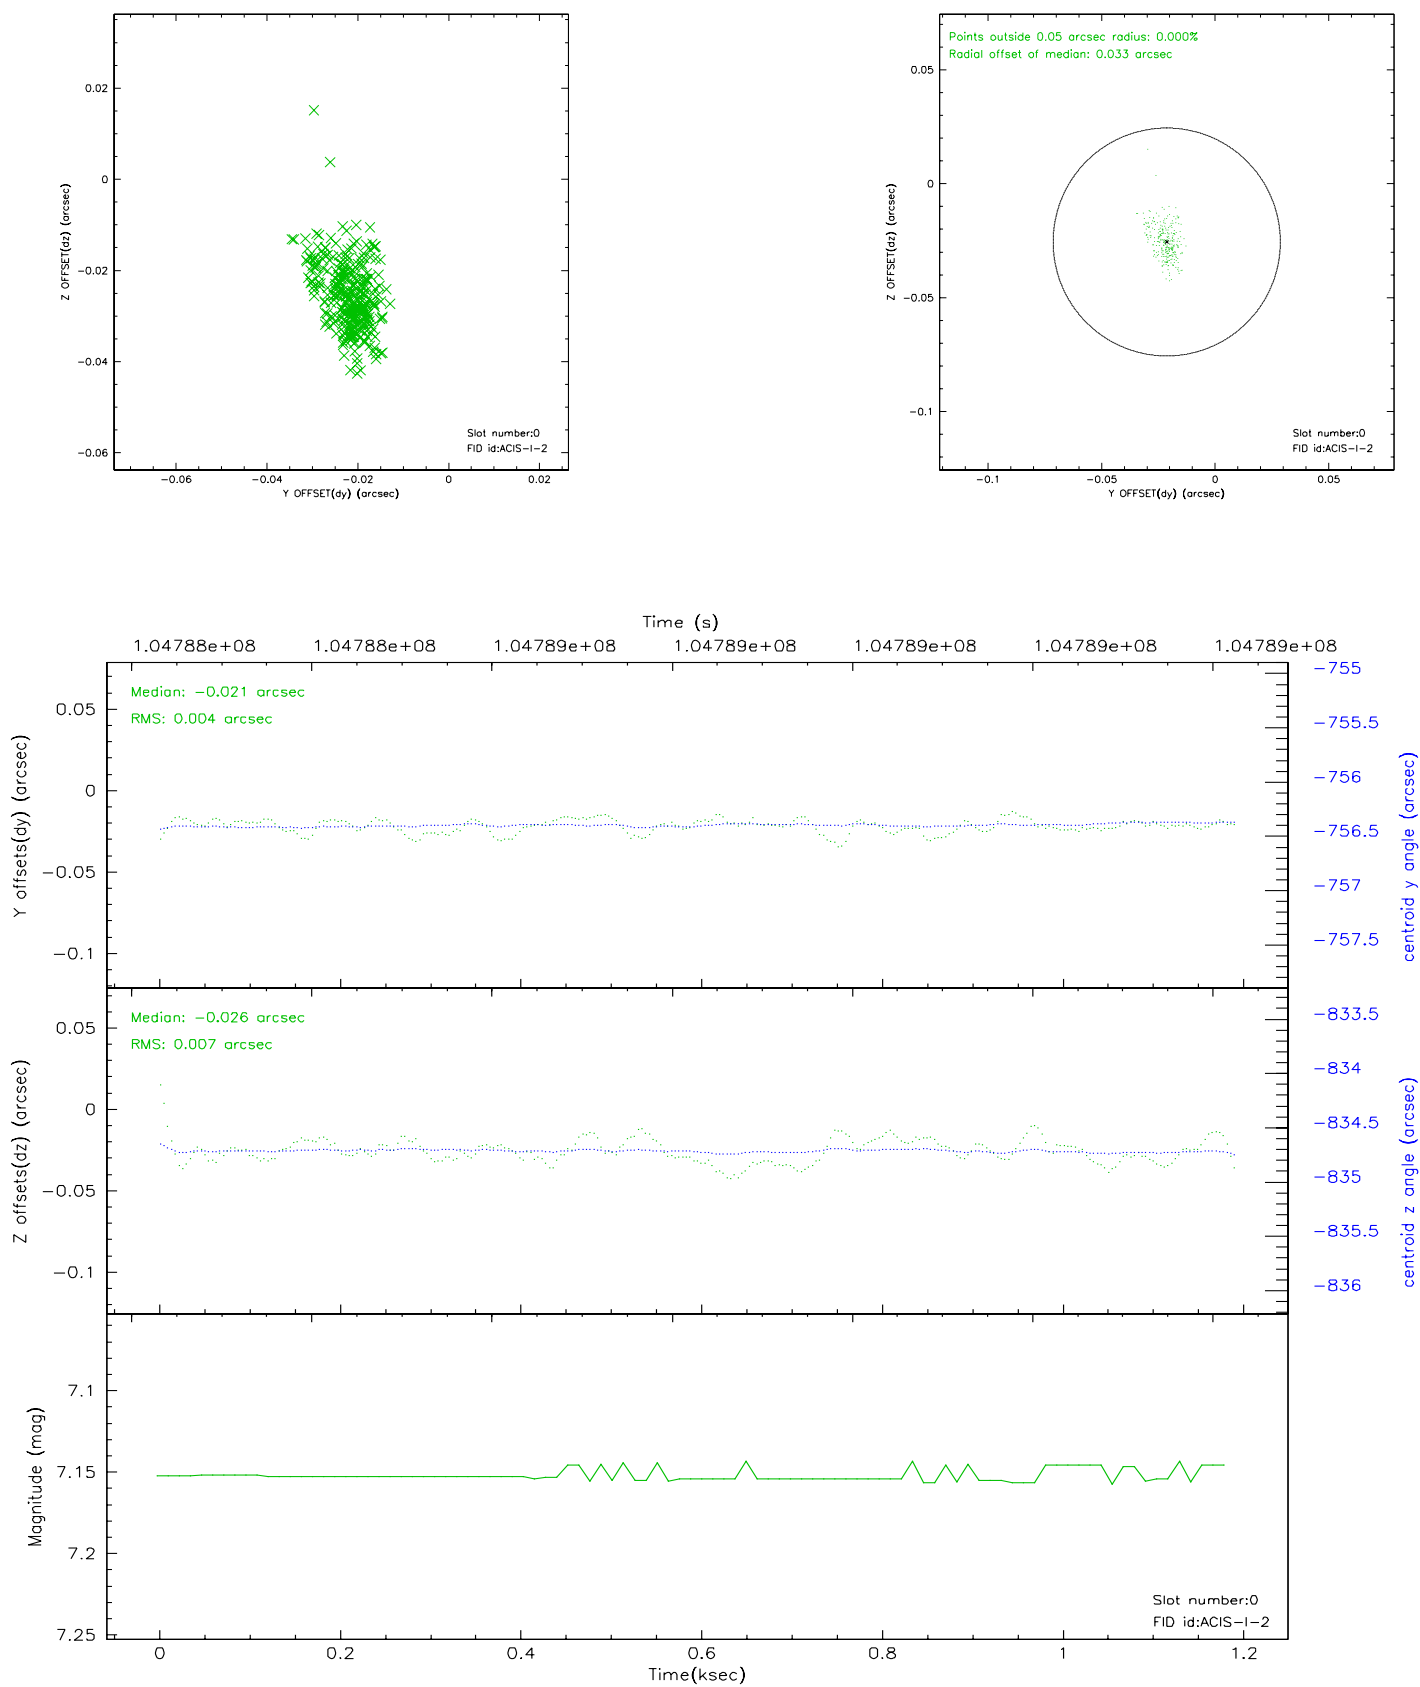 0.02
0
−0.02
−0.04
−0.06
Z OFFSET(dz) (arcsec)
Slot number:0
FID id:ACIS−I−2
−0.06
−0.04
−0.02
0
0.02
Y OFFSET(dy) (arcsec)
Points outside 0.05 arcsec radius: 0.000%
Radial offset of median: 0.033 arcsec
0.05
0
−0.05
−0.1
Z OFFSET(dz) (arcsec)
Slot number:0
FID id:ACIS−I−2
−0.1
−0.05
0
0.05
Y OFFSET(dy) (arcsec)
Time (s)
1.04788e+08
1.04788e+08
1.04789e+08
1.04789e+08
1.04789e+08
1.04789e+08
1.04789e+08
Median: −0.021 arcsec
RMS: 0.004 arcsec
0.05
0
−0.05
−0.1
Y offsets(dy) (arcsec)
−755
−755.5
−756
−756.5
−757
−757.5
centroid y angle (arcsec)
Median: −0.026 arcsec
RMS: 0.007 arcsec
0.05
0
−0.05
−0.1
Z offsets(dz) (arcsec)
−833.5
−834
−834.5
−835
−835.5
−836
centroid z angle (arcsec)
7.1
7.15
7.2
7.25
Magnitude (mag)
Slot number:0
FID id:ACIS−I−2
0
0.2
0.4
0.6
0.8
1
1.2
Time(ksec)